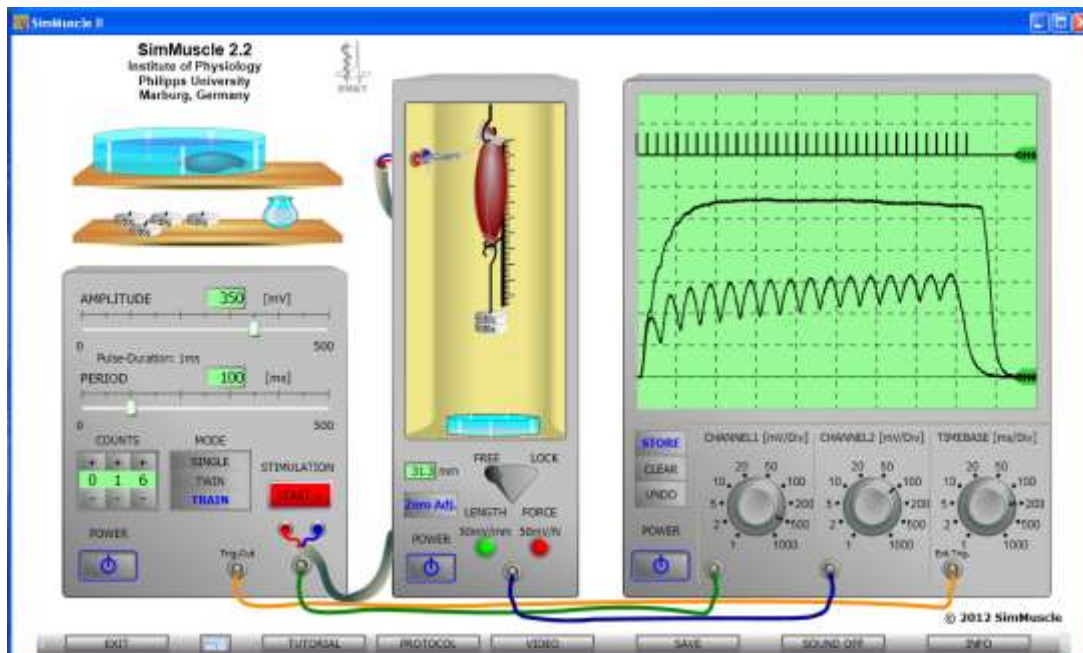 SimMuscle II
SimMuscle 2.2
Institute of Physiology
Philipps University
Marburg, Germany
AMPLITUDE 350 [mV]
0 500
Pulse-Duration: 1ms
PERIOD 100 [ms]
0 500
COUNTS MODE
+ + +
0 1 6
- - -
SINGLE
TWIN
TRAIN
STIMULATION
START
POWER
Trig.Out
31.3 mm
FREE LOCK
Zero Adj.
LENGTH FORCE
50mV/mm 50mV/N
POWER
STORE
CLEAR
UNDO
POWER
CHANNEL1 [mV/Div] CHANNEL2 [mV/Div] TIMEBASE [ms/Div]
1 2 5 10 20 50 100 200 500 1000
1 2 5 10 20 50 100 200 500 1000
1 2 5 10 20 50 100 200 500 1000
Ext.Trig.
© 2012 SimMuscle
EXIT TUTORIAL PROTOCOL VIDEO SAVE SOUND OFF INFO